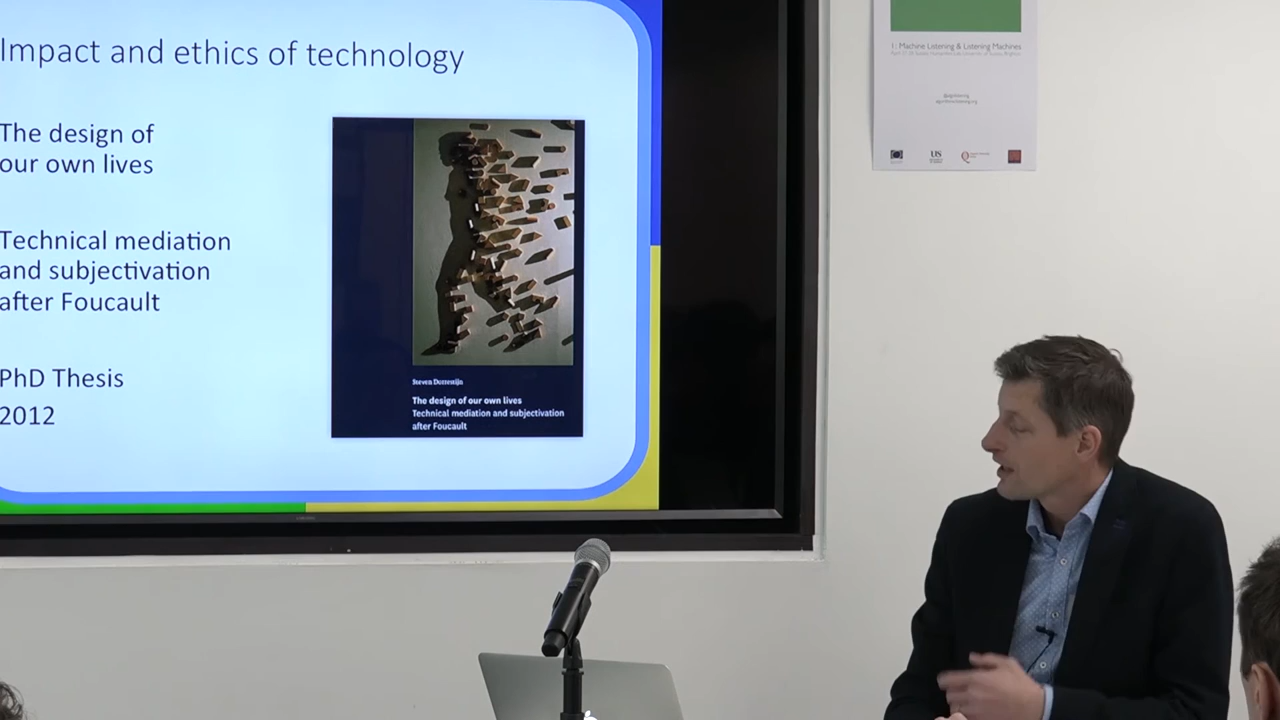 Impact and ethics of technology
The design of
our own lives
Technical mediation
and subjectivation
after Foucault
PhD Thesis
2012
Steven Dorrestijn
The design of our own lives
Technical mediation and subjectivation
after Foucault
1: Machine Listening & Listening Machines
US